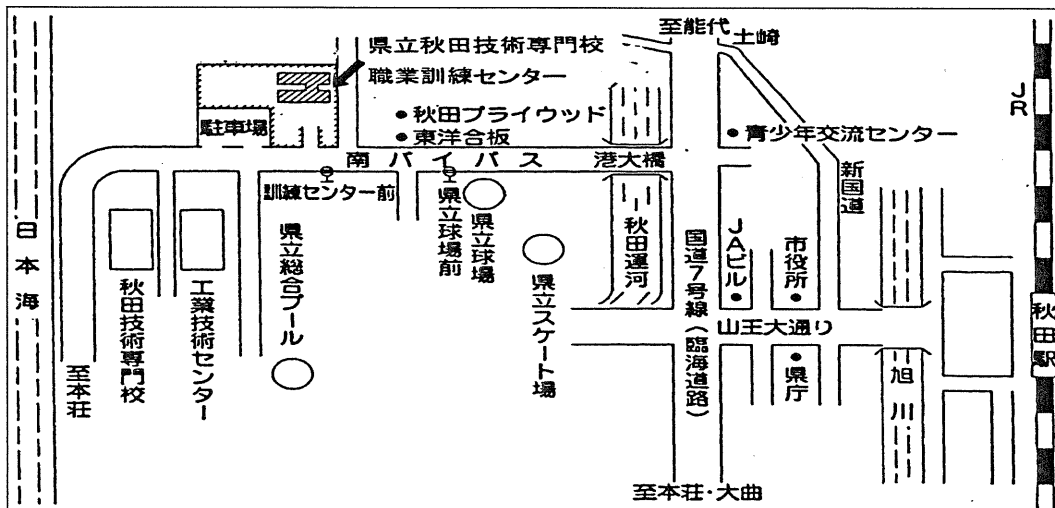 至能代
土崎
県立秋田技術専門校
職業訓練センター
JR
駐車場
秋田プライウッド
東洋合板
青少年交流センター
南バイパス
港大橋
新国道
訓練センター前
県立球場前
県立球場
秋田運河
国道7号線(臨海道路)
JAビル
市役所
日本海
秋田技術専門校
工業技術センター
県立総合プール
県立スケート場
山王大通り
秋田駅
至本荘
県庁
旭川
至本荘・大曲